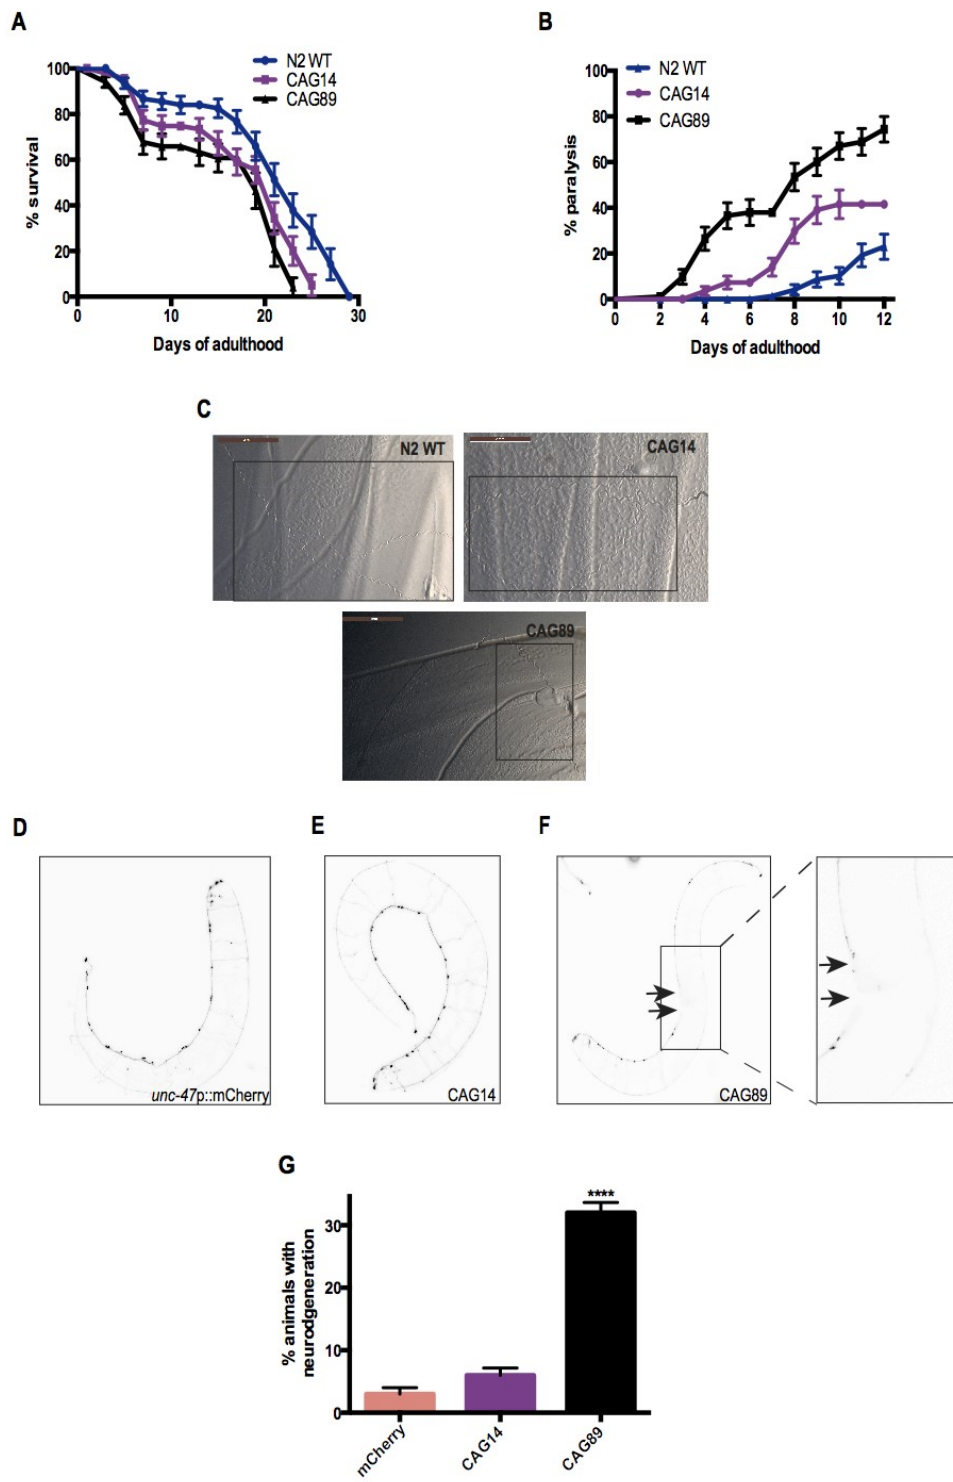 A
N2 WT
CAG14
CAG89
% survival
100
80
60
40
20
0
0 10 20 30
Days of adulthood
B
N2 WT
CAG14
CAG89
% paralysis
100
80
60
40
20
0
0 2 4 6 8 10 12
Days of adulthood
C
N2 WT
CAG14
CAG89
D
unc-47p::mCherry
E
CAG14
F
CAG89
G
% animals with
neurodgeneration
30
20
10
0
****
mCherry
CAG14
CAG89